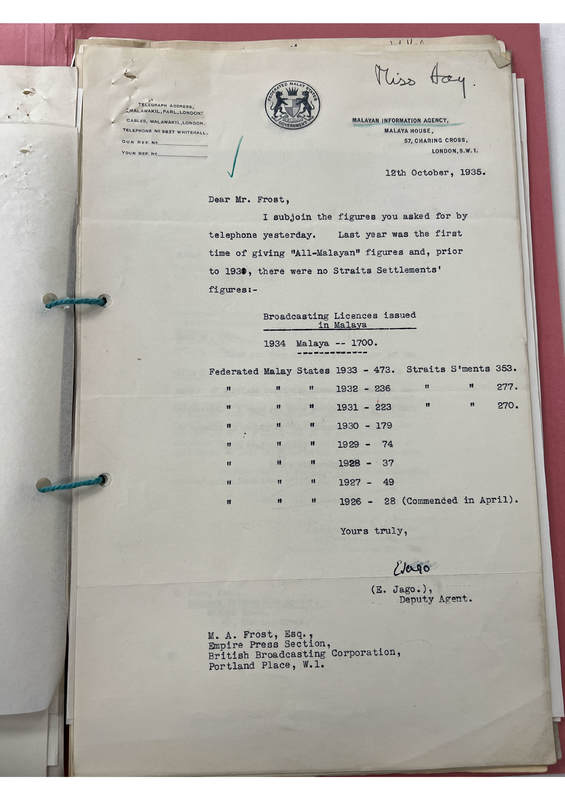 Miss Hay.
TELEGRAPH ADDRESS,
MALAWAKIL, PARL, LONDON.
CABLES, MALAWAKIL, LONDON.
TELEPHONE Nº 9837 WHITEHALL.
OUR REF. Nº
YOUR REF. Nº
FEDERATED MALAY STATES
GOVERNMENT
MALAYAN INFORMATION AGENCY,
MALAYA HOUSE,
57, CHARING CROSS,
LONDON, S.W.1.
12th October, 1935.
Dear Mr. Frost,
I subjoin the figures you asked for by
telephone yesterday. Last year was the first
time of giving "All-Malayan" figures and, prior
to 1930, there were no Straits Settlements'
figures:-
Broadcasting Licences issued
in Malaya
1934 Malaya -- 1700.
Federated Malay States 1933 - 473. Straits S'ments 353.
" " " 1932 - 236 " " 277.
" " " 1931 - 223 " " 270.
" " " 1930 - 179
" " " 1929 - 74
" " " 1928 - 37
" " " 1927 - 49
" " " 1926 - 28 (Commended in April).
Yours truly,
EJago
(E. Jago.),
Deputy Agent.
M. A. Frost, Esq.,
Empire Press Section,
British Broadcasting Corporation,
Portland Place, W.1.